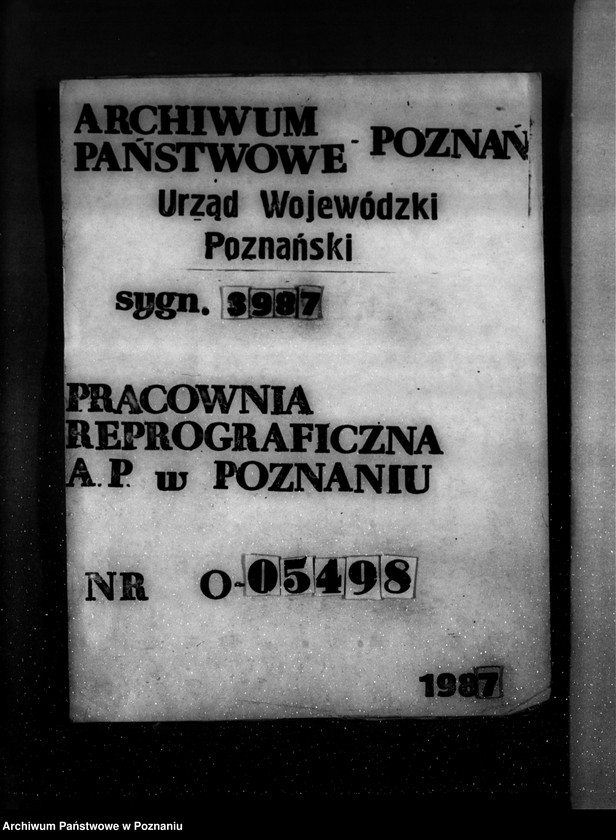 ARCHIWUM
PAŃSTWOWE - POZNAŃ
Urząd Wojewódzki
Poznański
sygn. 3987
PRACOWNIA
REPROGRAFICZNA
A.P. w POZNANIU
NR O-05498
1987
Archiwum Państwowe w Poznaniu